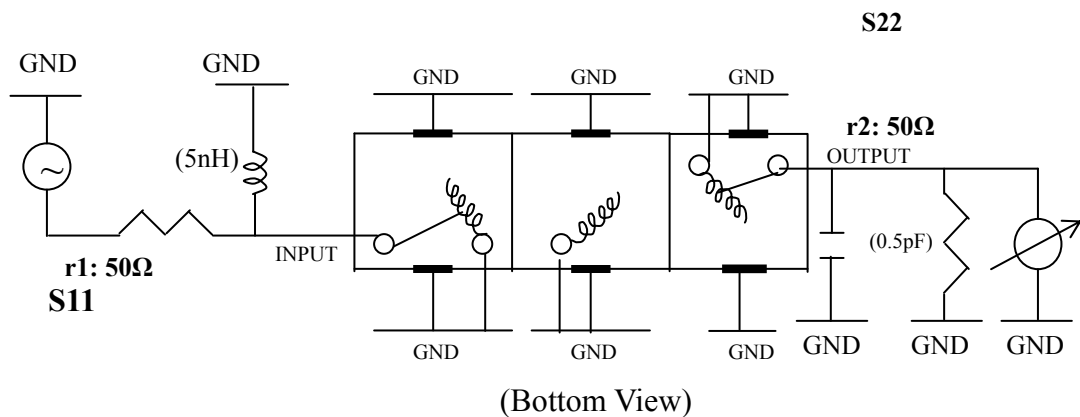 S22
GND
GND
GND
GND
GND
r2: 50Ω
(5nH)
OUTPUT
~
INPUT
(0.5pF)
r1: 50Ω
S11
GND
GND
GND
GND
GND
GND
(Bottom View)